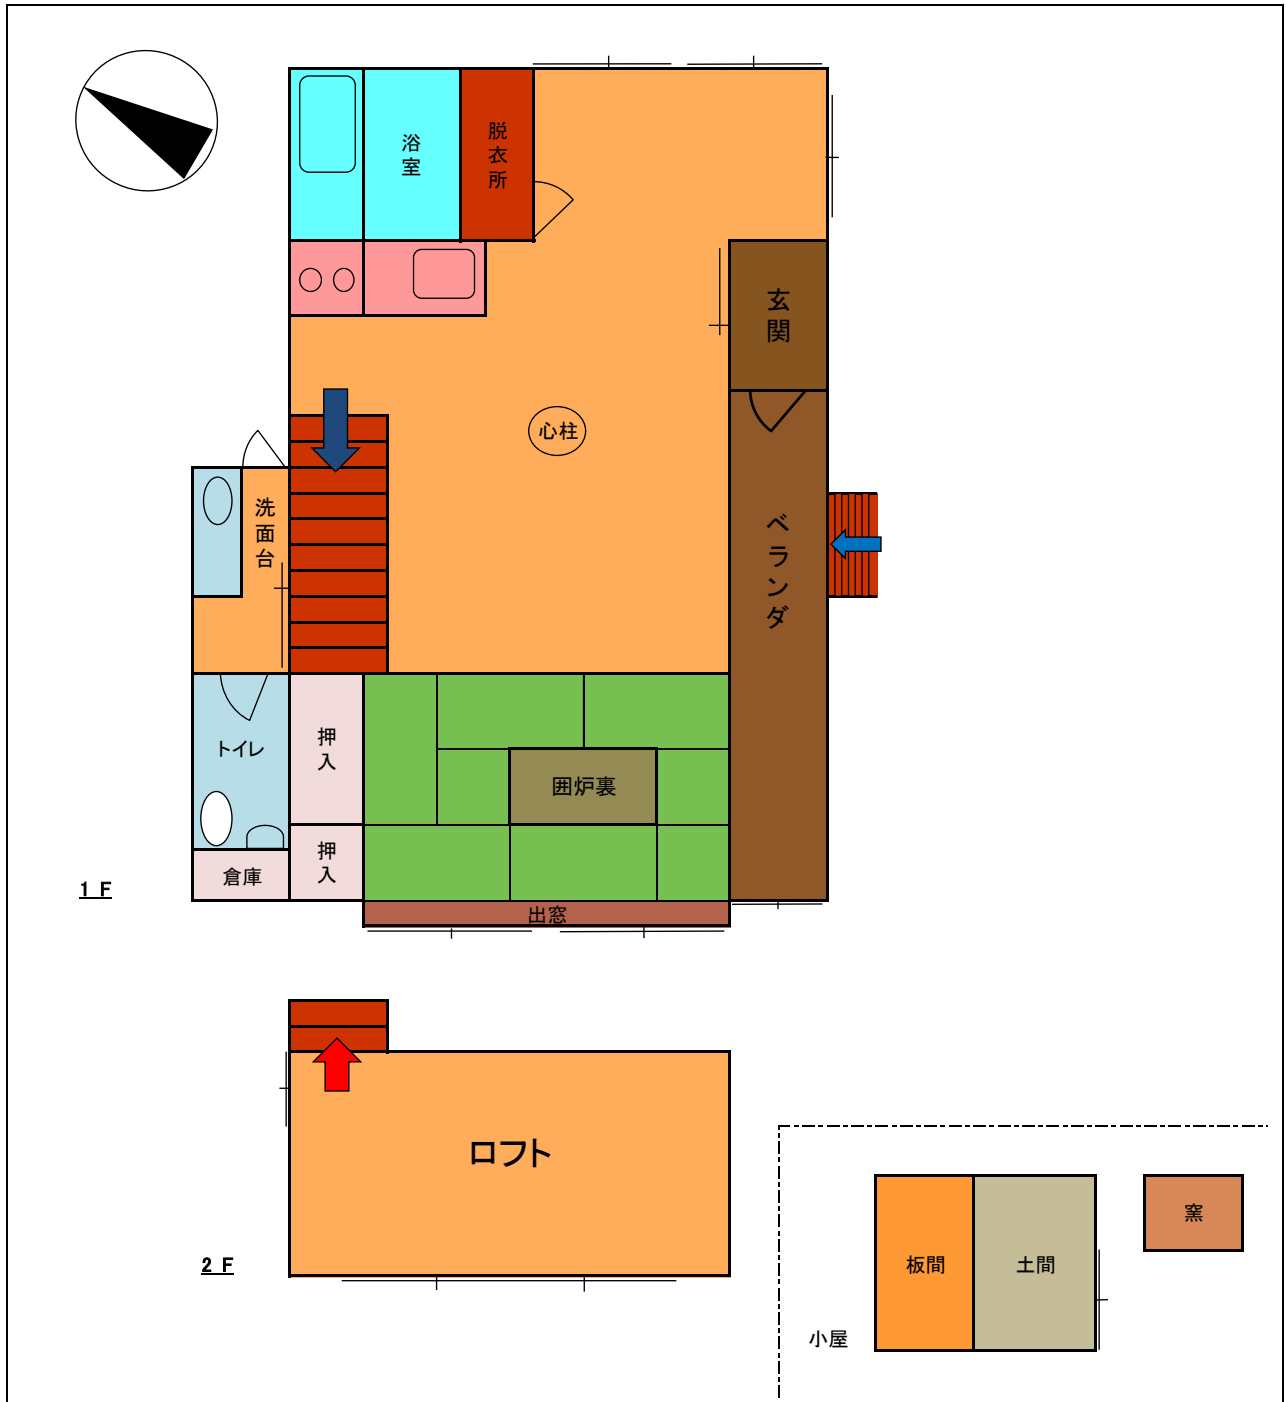 浴室
脱衣所
玄関
心柱
洗面台
ベランダ
トイレ
押入
囲炉裏
押入
倉庫
1 F
出窓
ロフト
2 F
窯
板間
土間
小屋